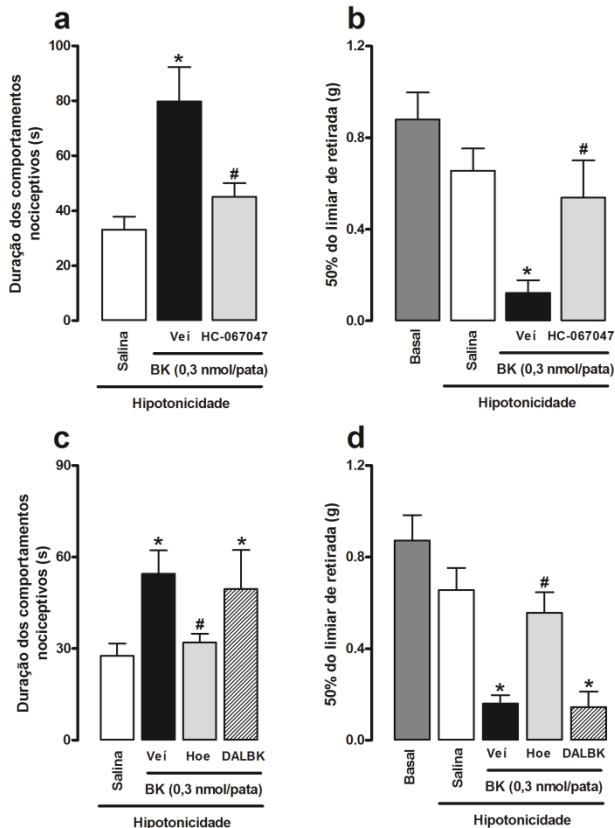 a
Duração dos comportamentos
nociceptivos (s)
100
80
60
40
20
0
*
#
Salina
Veí
HC-067047
BK (0,3 nmol/pata)
Hipotonicidade
b
50% do limiar de retirada (g)
1.2
0.8
0.4
0.0
*
#
Basal
Salina
Veí
HC-067047
BK (0,3 nmol/pata)
Hipotonicidade
c
Duração dos comportamentos
nociceptivos (s)
90
60
30
0
*
#
*
Salina
Veí
Hoe
DALBK
BK (0,3 nmol/pata)
Hipotonicidade
d
50% do limiar de retirada (g)
1.2
0.8
0.4
0.0
*
#
*
Basal
Salina
Veí
Hoe
DALBK
BK (0,3 nmol/pata)
Hipotonicidade